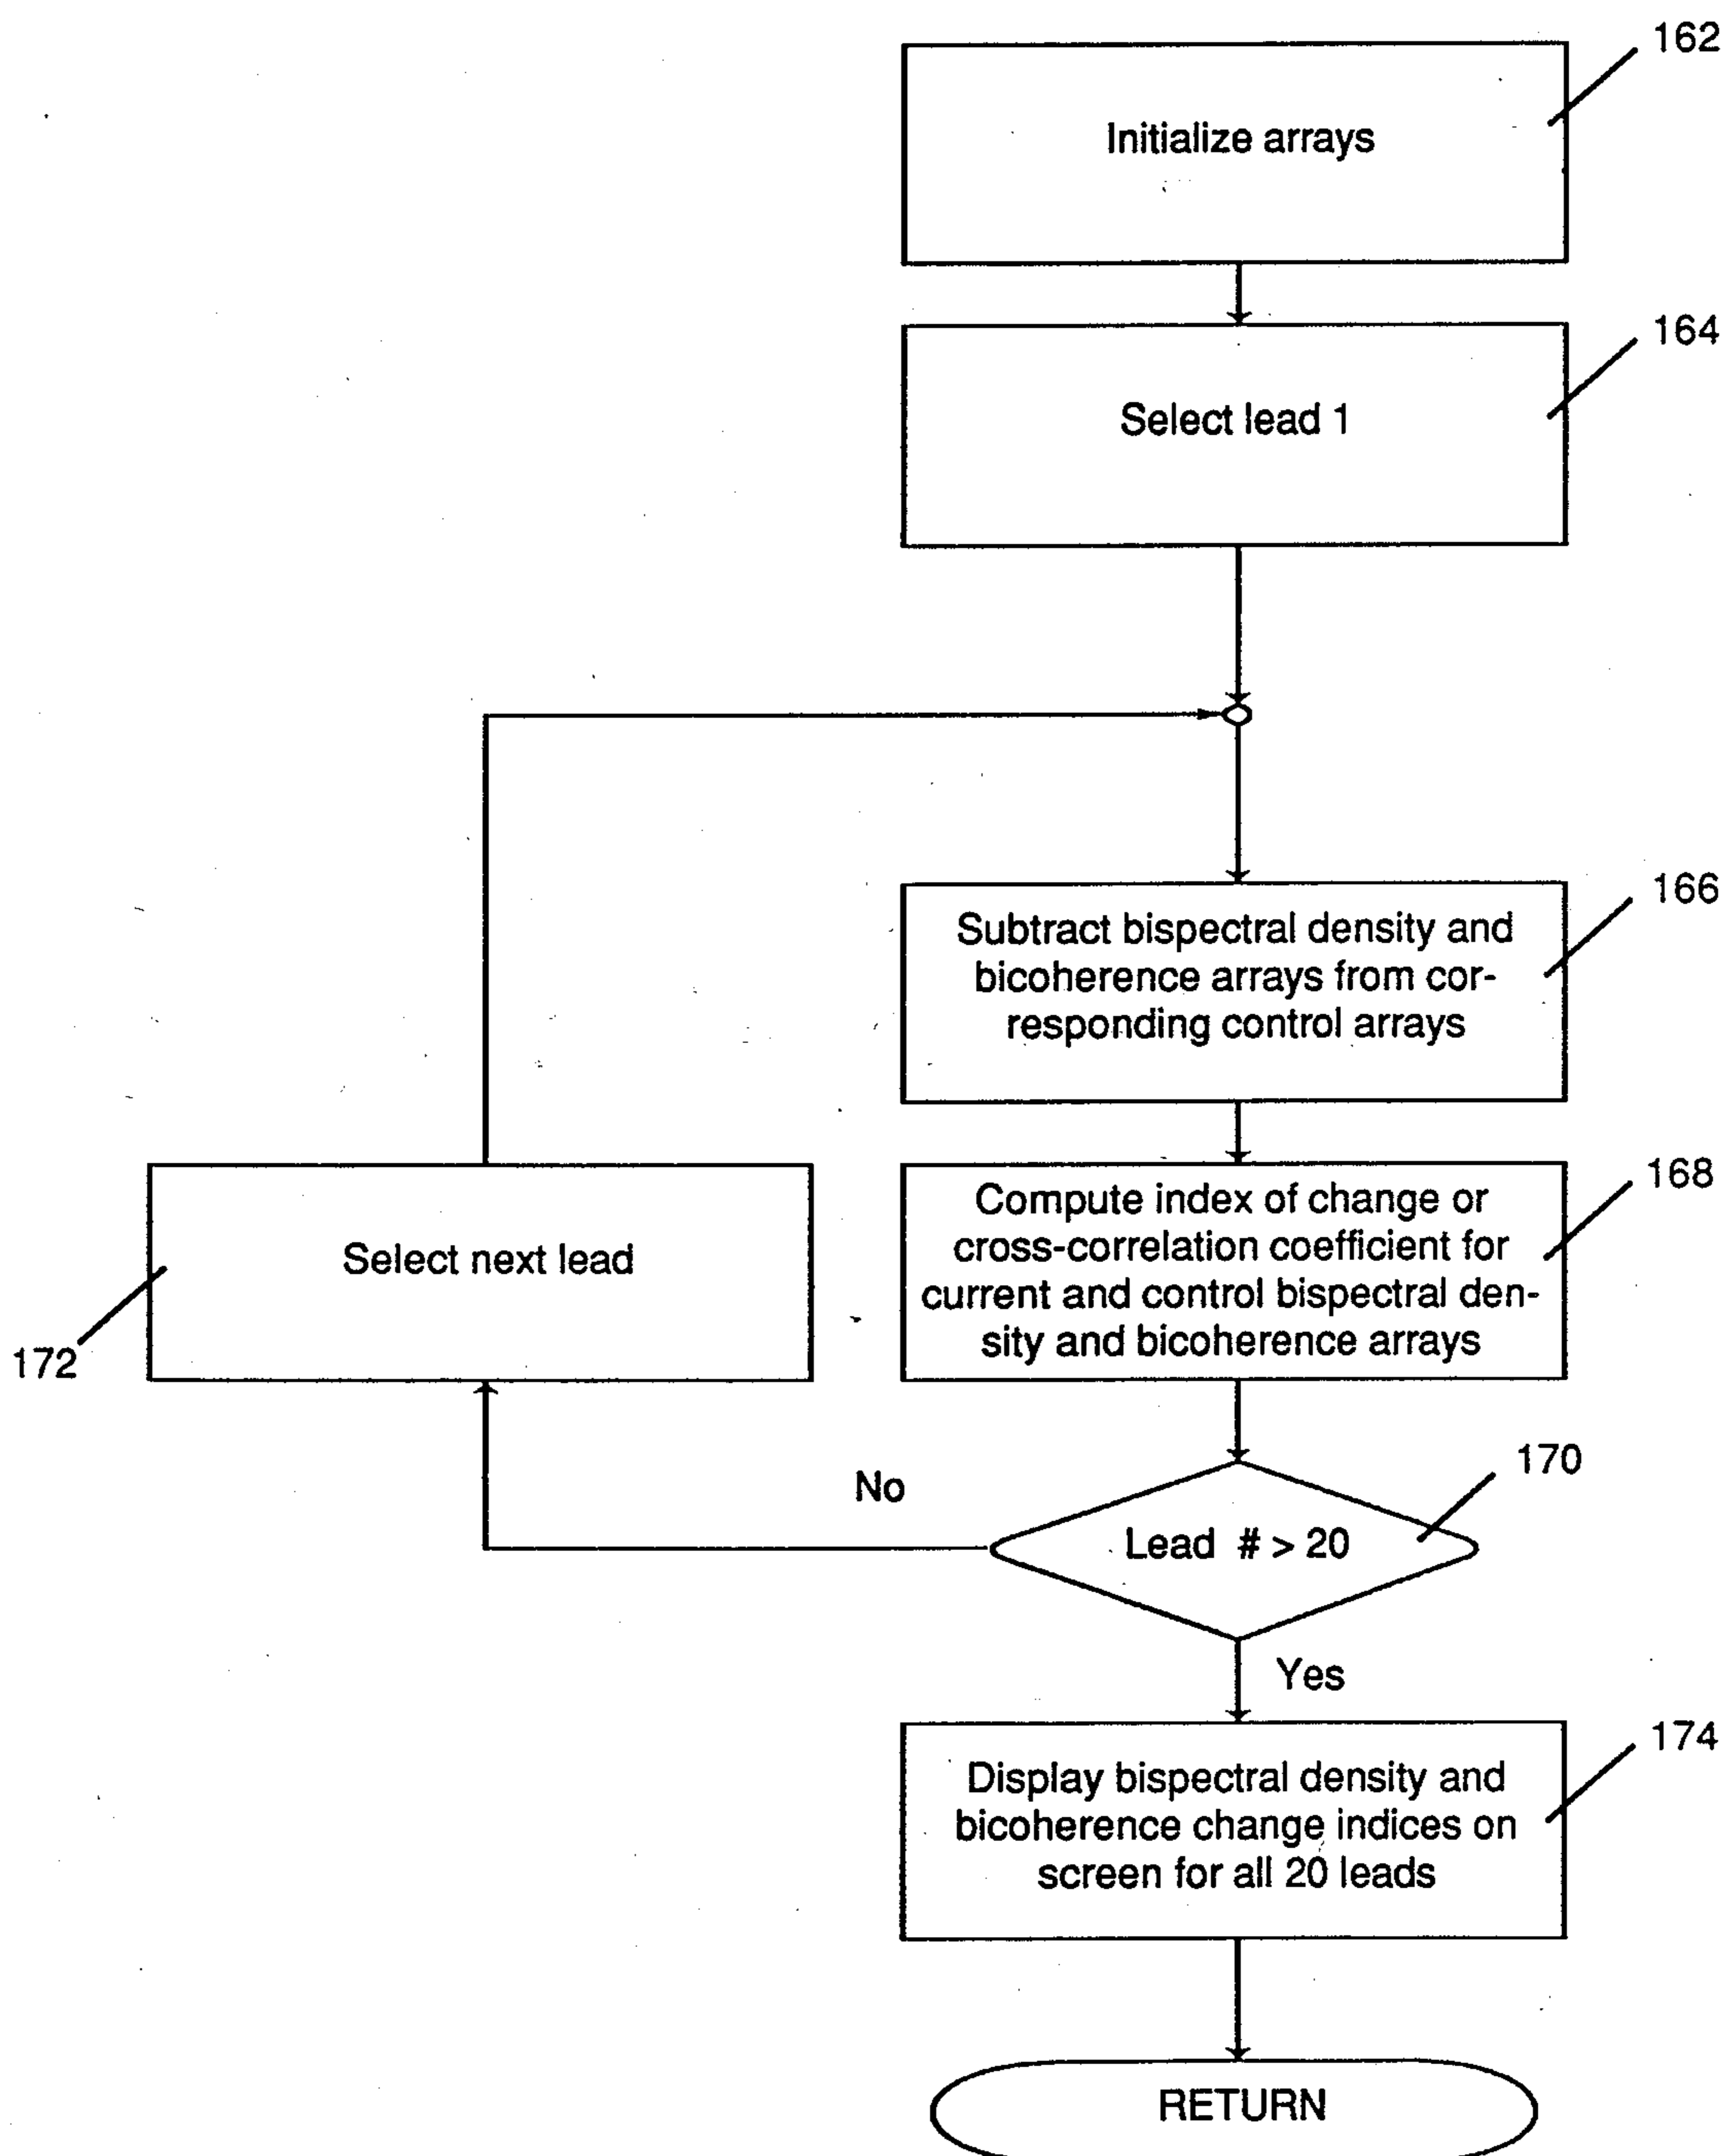 162
Initialize arrays
164
Select lead 1
166
Subtract bispectral density and
bicoherence arrays from cor-
responding control arrays
168
Compute index of change or
cross-correlation coefficient for
current and control bispectral den-
sity and bicoherence arrays
172
Select next lead
170
No
Lead # > 20
Yes
174
Display bispectral density and
bicoherence change indices on
screen for all 20 leads
RETURN